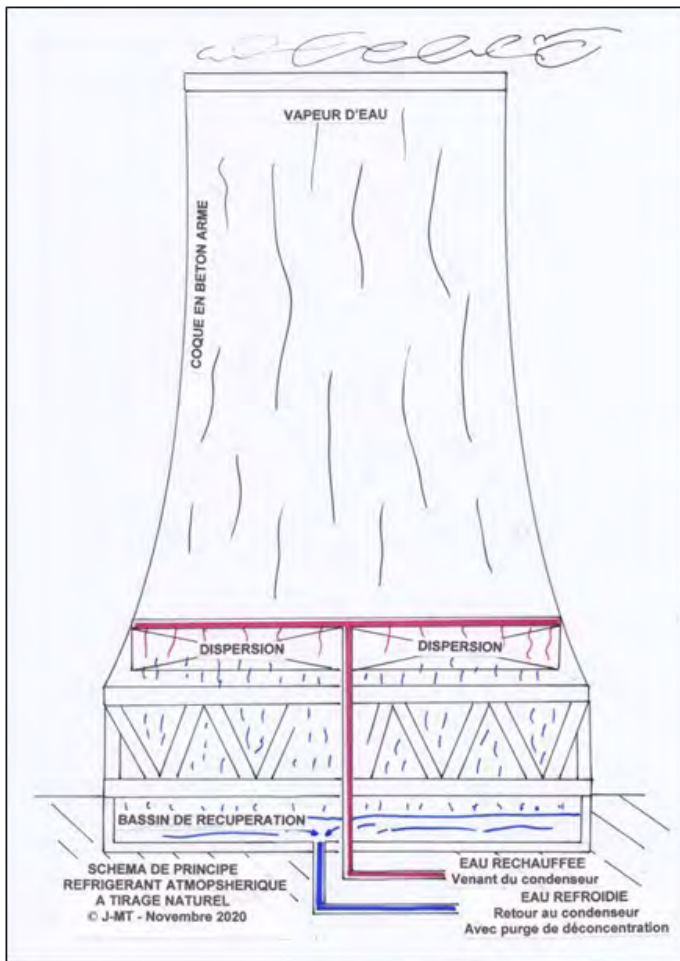 VAPEUR D'EAU
COQUE EN BETON ARME
DISPERSION
DISPERSION
BASSIN DE RECUPERATION
SCHEMA DE PRINCIPE
REFRIGERANT ATMOPSHERIQUE
A TIRAGE NATUREL
© J-MT - Novembre 2020
EAU RECHAUFFEE
Venant du condenseur
EAU REFROIDIE
Retour au condenseur
Avec purge de déconcentration